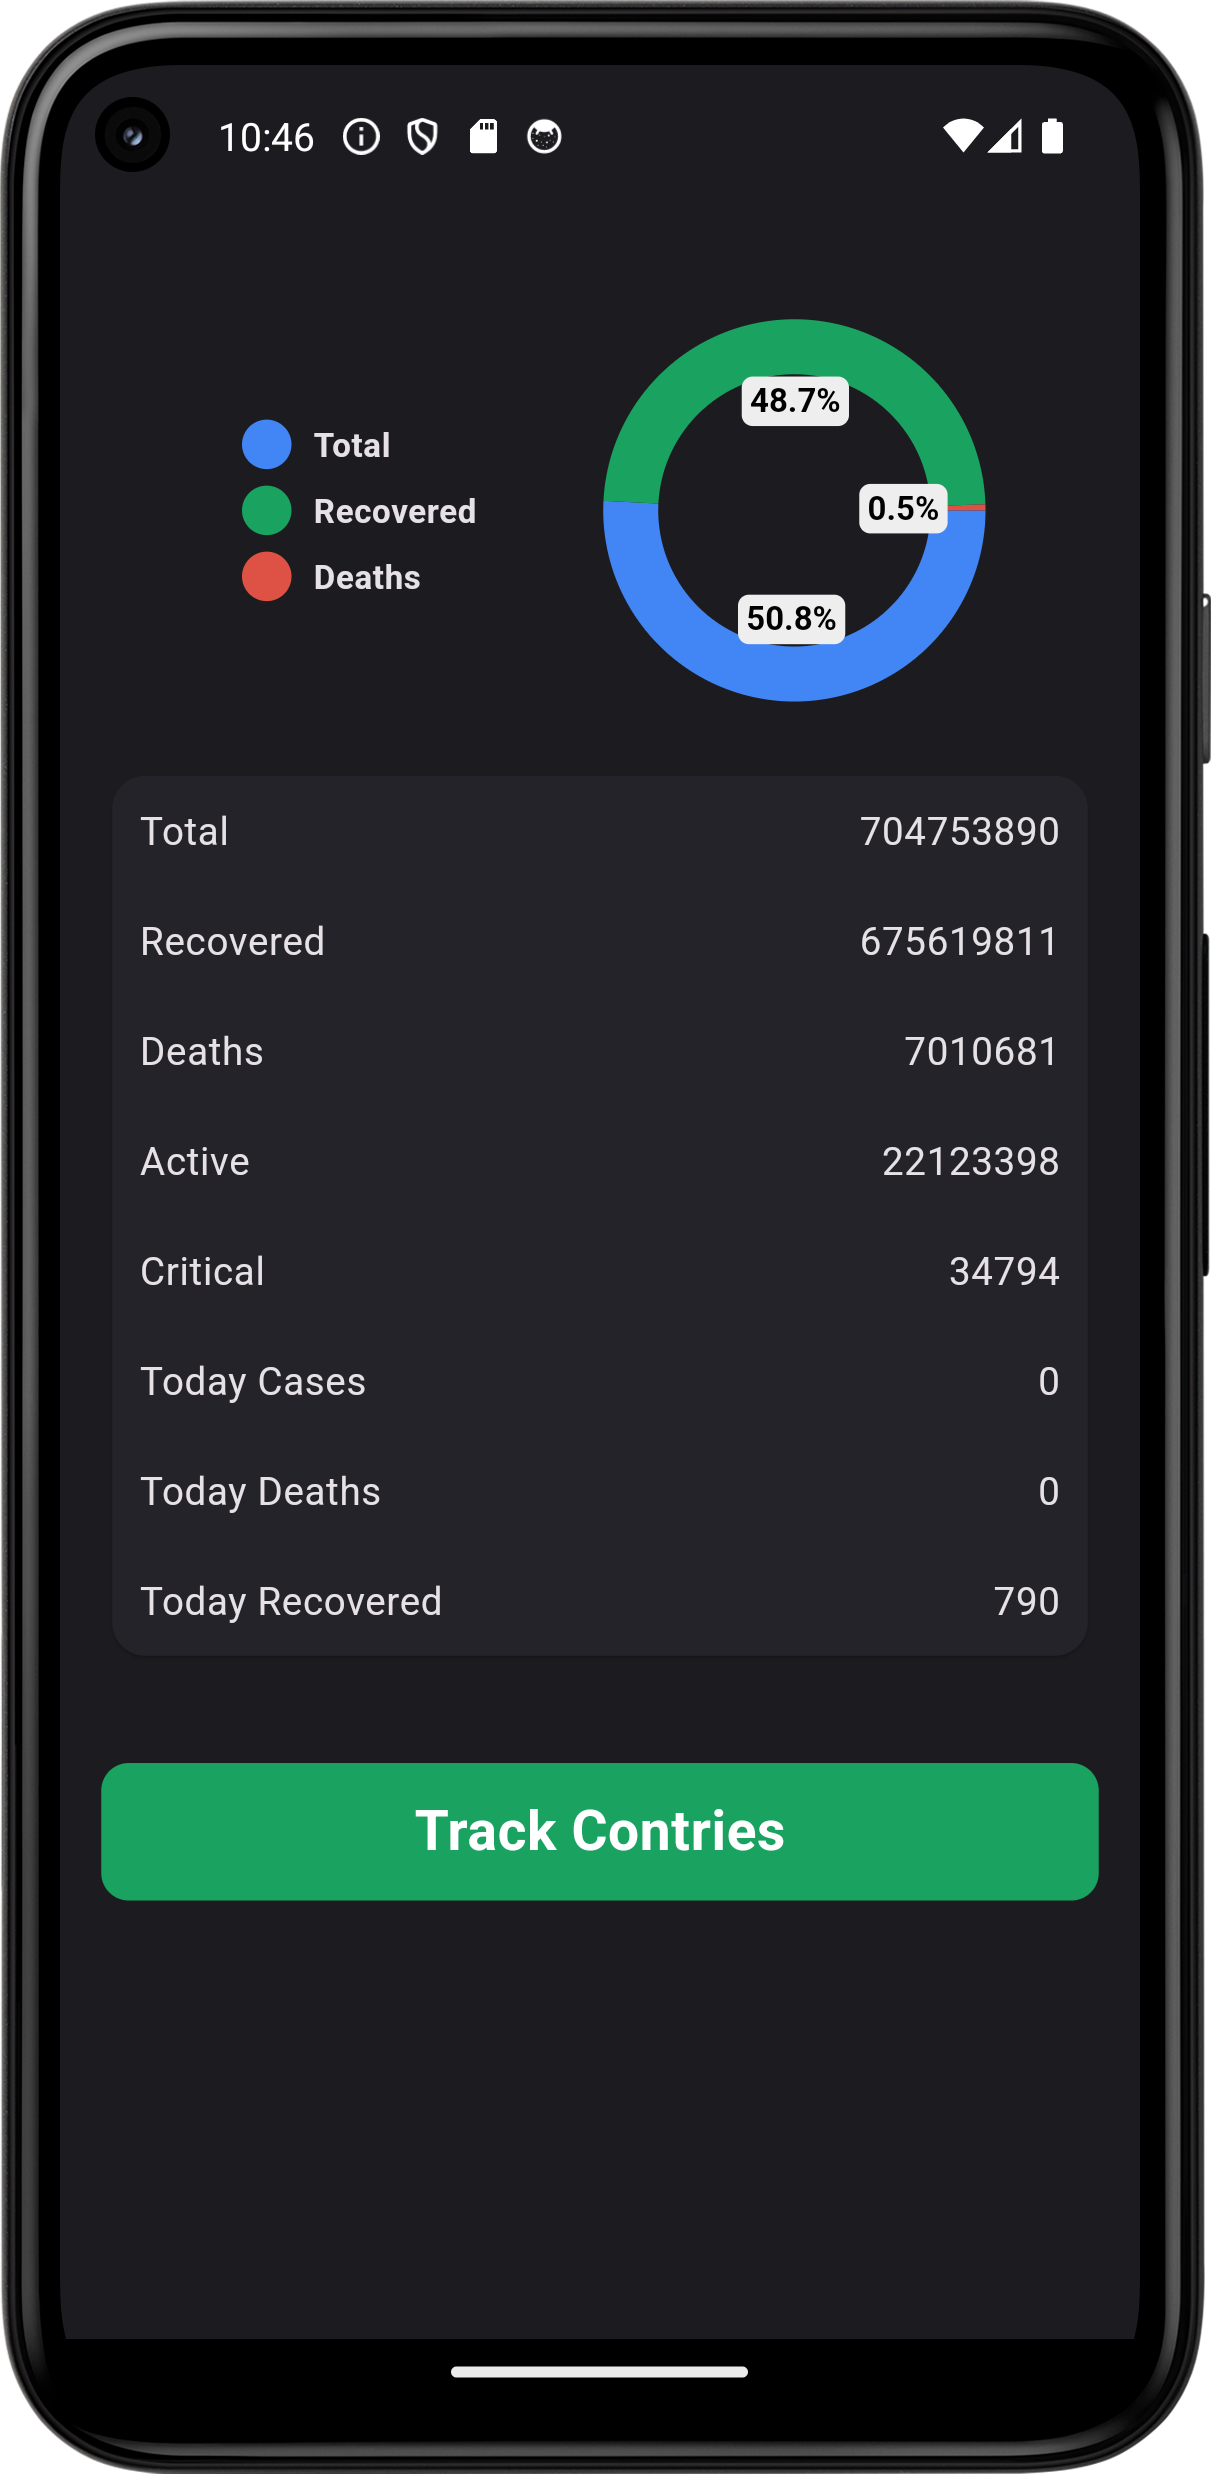 10:46
48.7%
Total
Recovered
0.5%
Deaths
50.8%
Total 704753890
Recovered 675619811
Deaths 7010681
Active 22123398
Critical 34794
Today Cases 0
Today Deaths 0
Today Recovered 790
Track Contries